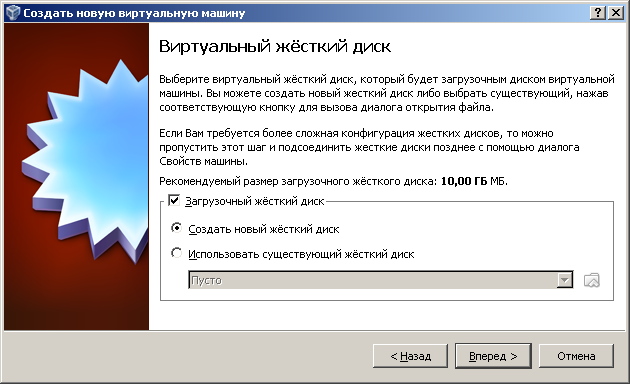 Создать новую виртуальную машину
Виртуальный жёсткий диск
Выберите виртуальный жёсткий диск, который будет загрузочным диском виртуальной
машины. Вы можете создать новый жесткий диск либо выбрать существующий, нажав
соответствующую кнопку для вызова диалога открытия файла.
Если Вам требуется более сложная конфигурация жестких дисков, то можно
пропустить этот шаг и подсоединить жесткие диски позднее с помощью диалога
Свойств машины.
Рекомендуемый размер загрузочного жёсткого диска: 10,00 ГБ МБ.
Загрузочный жёсткий диск
Создать новый жёсткий диск
Использовать существующий жёсткий диск
Пусто
< Назад
Вперед >
Отмена